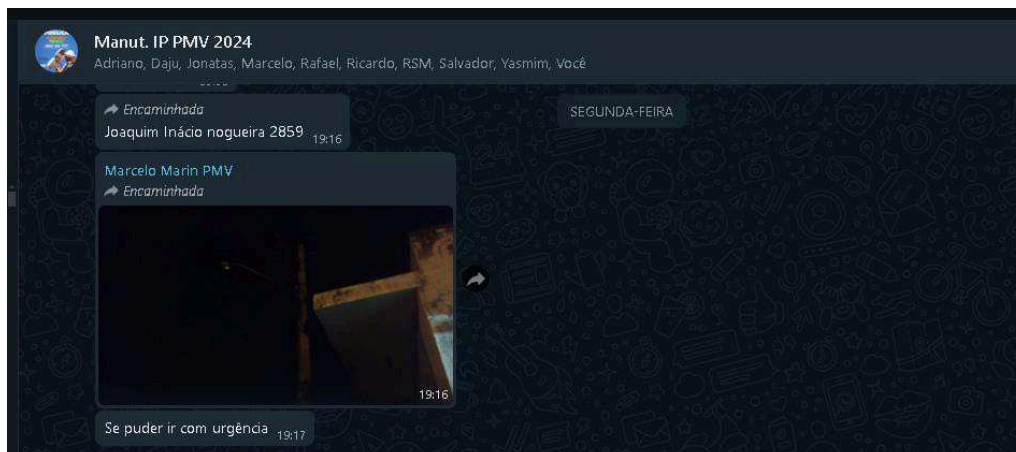 Manut. IP PMV 2024
Adriano, Daju, Jonatas, Marcelo, Rafael, Ricardo, RSM, Salvador, Yasmim, Você
SEGUNDA-FEIRA
Encaminhada
Joaquim Inácio nogueira 2859 19:16
Marcelo Marin PMV
Encaminhada
19:16
Se puder ir com urgência 19:17